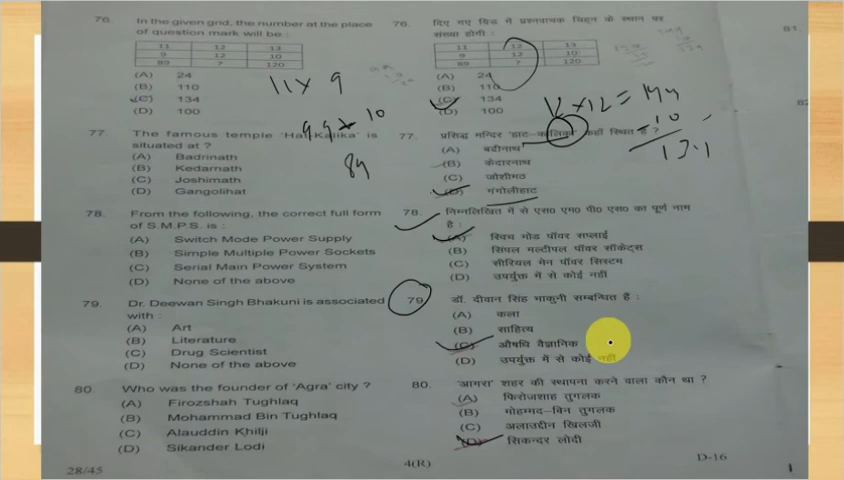 76. In the given grid, the number at the place
of question mark will be :
11 12 13
9 12 10
89 ? 120
(A) 24
(B) 110
(C) 134
(D) 100
11 x 9
99 - 10
89
77. The famous temple 'Hat Kalika' is
situated at ?
(A) Badrinath
(B) Kedarnath
(C) Joshimath
(D) Gangolihat
78. From the following, the correct full form
of S.M.P.S. is :
(A) Switch Mode Power Supply
(B) Simple Multiple Power Sockets
(C) Serial Main Power System
(D) None of the above
79. Dr. Deewan Singh Bhakuni is associated
with :
(A) Art
(B) Literature
(C) Drug Scientist
(D) None of the above
80. Who was the founder of 'Agra' city ?
(A) Firozshah Tughlaq
(B) Mohammad Bin Tughlaq
(C) Alauddin Khilji
(D) Sikander Lodi
28/45
76. दिए गए ग्रिड में प्रश्नवाचक चिह्न के स्थान पर
संख्या होगी :
11 12 13
9 12 10
89 ? 120
(A) 24
(B) 110
(C) 134
(D) 100
12 x 12 = 144
10
77. प्रसिद्ध मन्दिर 'हाट-कालिका' कहाँ स्थित है ?
(A) बद्रीनाथ
(B) केदारनाथ
(C) जोशीमठ
(D) गंगोलीहाट
78. निम्नलिखित में से एस0 एम0 पी0 एस0 का पूर्ण नाम
है :
(A) स्विच मोड पॉवर सप्लाई
(B) सिंपल मल्टीपल पॉवर सॉकेट्स
(C) सीरियल मेन पॉवर सिस्टम
(D) उपर्युक्त में से कोई नहीं
79. डॉ. दीवान सिंह भाकुनी सम्बन्धित हैं :
(A) कला
(B) साहित्य
(C) औषधि वैज्ञानिक
(D) उपर्युक्त में से कोई नहीं
80. 'आगरा' शहर की स्थापना करने वाला कौन था ?
(A) फिरोजशाह तुगलक
(B) मोहम्मद-बिन तुगलक
(C) अलाउद्दीन खिलजी
(D) सिकन्दर लोदी
4(R)
D-16
81.
82
1